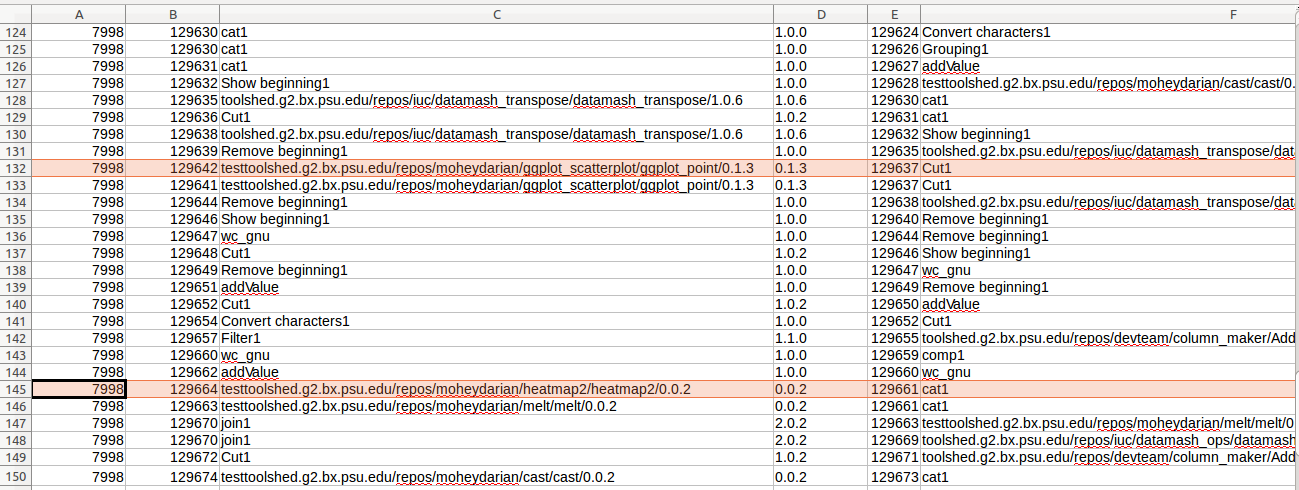 A B C D E F
124 7998 129630 cat1 1.0.0 129624 Convert characters1
125 7998 129630 cat1 1.0.0 129626 Grouping1
126 7998 129631 cat1 1.0.0 129627 addValue
127 7998 129632 Show beginning1 1.0.0 129628 testtoolshed.g2.bx.psu.edu/repos/moheydarian/cast/cast/0.
128 7998 129635 toolshed.g2.bx.psu.edu/repos/iuc/datamash_transpose/datamash_transpose/1.0.6 1.0.6 129630 cat1
129 7998 129636 Cut1 1.0.2 129631 cat1
130 7998 129638 toolshed.g2.bx.psu.edu/repos/iuc/datamash_transpose/datamash_transpose/1.0.6 1.0.6 129632 Show beginning1
131 7998 129639 Remove beginning1 1.0.0 129635 toolshed.g2.bx.psu.edu/repos/iuc/datamash_transpose/dat
132 7998 129642 testtoolshed.g2.bx.psu.edu/repos/moheydarian/ggplot_scatterplot/ggplot_point/0.1.3 0.1.3 129637 Cut1
133 7998 129641 testtoolshed.g2.bx.psu.edu/repos/moheydarian/ggplot_scatterplot/ggplot_point/0.1.3 0.1.3 129637 Cut1
134 7998 129644 Remove beginning1 1.0.0 129638 toolshed.g2.bx.psu.edu/repos/iuc/datamash_transpose/dat
135 7998 129646 Show beginning1 1.0.0 129640 Remove beginning1
136 7998 129647 wc_gnu 1.0.0 129644 Remove beginning1
137 7998 129648 Cut1 1.0.2 129646 Show beginning1
138 7998 129649 Remove beginning1 1.0.0 129647 wc_gnu
139 7998 129651 addValue 1.0.0 129649 Remove beginning1
140 7998 129652 Cut1 1.0.2 129650 addValue
141 7998 129654 Convert characters1 1.0.0 129652 Cut1
142 7998 129657 Filter1 1.1.0 129655 toolshed.g2.bx.psu.edu/repos/devteam/column_maker/Add
143 7998 129660 wc_gnu 1.0.0 129659 comp1
144 7998 129662 addValue 1.0.0 129660 wc_gnu
145 7998 129664 testtoolshed.g2.bx.psu.edu/repos/moheydarian/heatmap2/heatmap2/0.0.2 0.0.2 129661 cat1
146 7998 129663 testtoolshed.g2.bx.psu.edu/repos/moheydarian/melt/melt/0.0.2 0.0.2 129661 cat1
147 7998 129670 join1 2.0.2 129663 testtoolshed.g2.bx.psu.edu/repos/moheydarian/melt/melt/0
148 7998 129670 join1 2.0.2 129669 toolshed.g2.bx.psu.edu/repos/iuc/datamash_ops/datamash
149 7998 129672 Cut1 1.0.2 129671 toolshed.g2.bx.psu.edu/repos/devteam/column_maker/Add
150 7998 129674 testtoolshed.g2.bx.psu.edu/repos/moheydarian/cast/cast/0.0.2 0.0.2 129673 cat1